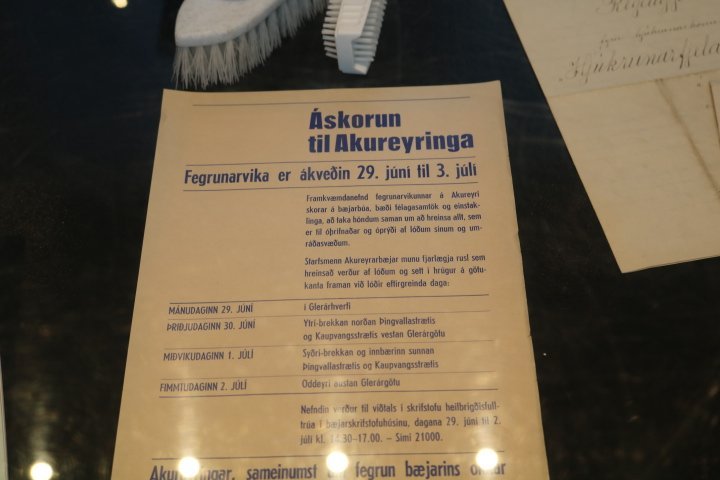 Áskorun
til Akureyringa
Fegrunarvika er ákveðin 29. júní til 3. júlí
Framkvæmdanefnd fegrunarvikunnar á Akureyri
skorar á bæjarbúa, bæði félagasamtök og einstak-
linga, að taka höndum saman um að hreinsa allt, sem
er til óþrifnaðar og óprýði af lóðum sínum og um-
ráðasvæðum.
Starfsmenn Akureyrarbæjar munu fjarlægja rusl sem
hreinsað verður af lóðum og sett í hrúgur á götu-
kanta framan við lóðir eftirgreinda daga:
MÁNUDAGINN 29. JÚNÍ í Glerárhverfi
ÞRIÐJUDAGINN 30. JÚNÍ Ytri-brekkan norðan Þingvallastrætis
og Kaupvangsstrætis vestan Glerárgötu
MIÐVIKUDAGINN 1. JÚLÍ Syðri-brekkan og innbærinn sunnan
Þingvallastrætis og Kaupvangsstrætis
FIMMTUDAGINN 2. JÚLÍ Oddeyri austan Glerárgötu
Nefndin verður til viðtals í skrifstofu heilbrigðisfull-
trúa í bæjarskrifstofuhúsinu, dagana 29. júní til 2.
júlí kl. 14.30–17.00. – Sími 21000.
Akureyringar, sameinumst um fegrun bæjarins okkar